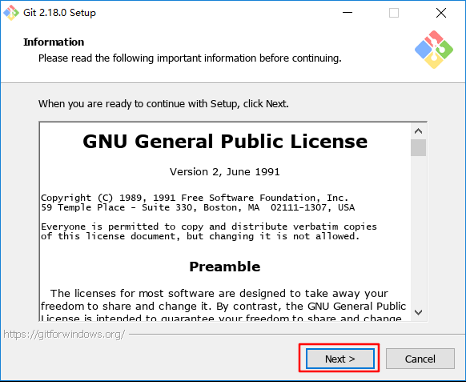 Git 2.18.0 Setup
Information
Please read the following important information before continuing.
When you are ready to continue with Setup, click Next.
GNU General Public License
Version 2, June 1991
Copyright (C) 1989, 1991 Free Software Foundation, Inc.
59 Temple Place - Suite 330, Boston, MA  02111-1307, USA
Everyone is permitted to copy and distribute verbatim copies
of this license document, but changing it is not allowed.
Preamble
The licenses for most software are designed to take away your
freedom to share and change it. By contrast, the GNU General Public
License is intended to guarantee your freedom to share and change
https://gitforwindows.org/
Next >
Cancel